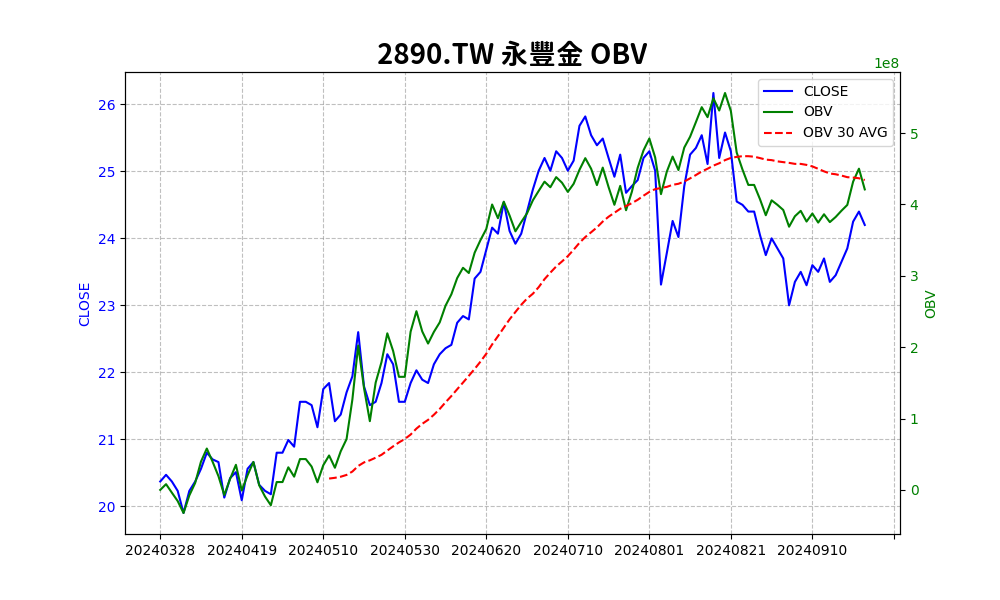 2890.TW 永豐金 OBV
1e8
CLOSE
OBV
OBV 30 AVG
26
25
24
23
22
21
20
CLOSE
5
4
3
2
1
0
OBV
20240328 20240419 20240510 20240530 20240620 20240710 20240801 20240821 20240910